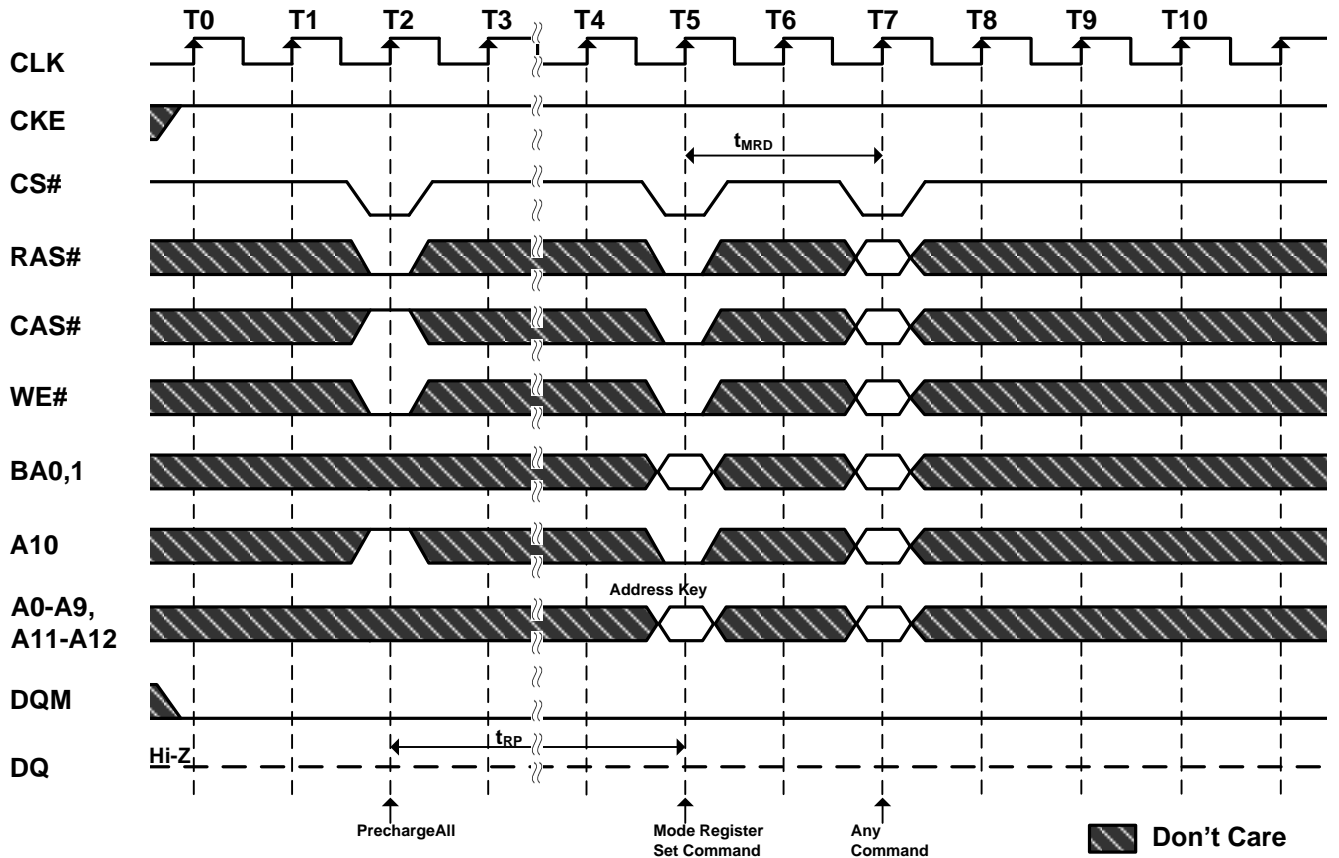 T0 T1 T2 T3 T4 T5 T6 T7 T8 T9 T10
CLK
CKE
tMRD
CS#
RAS#
CAS#
WE#
BA0,1
A10
Address Key
A0-A9,
A11-A12
DQM
tRP
Hi-Z
DQ
PrechargeAll
Mode Register
Set Command
Any
Command
Don't Care